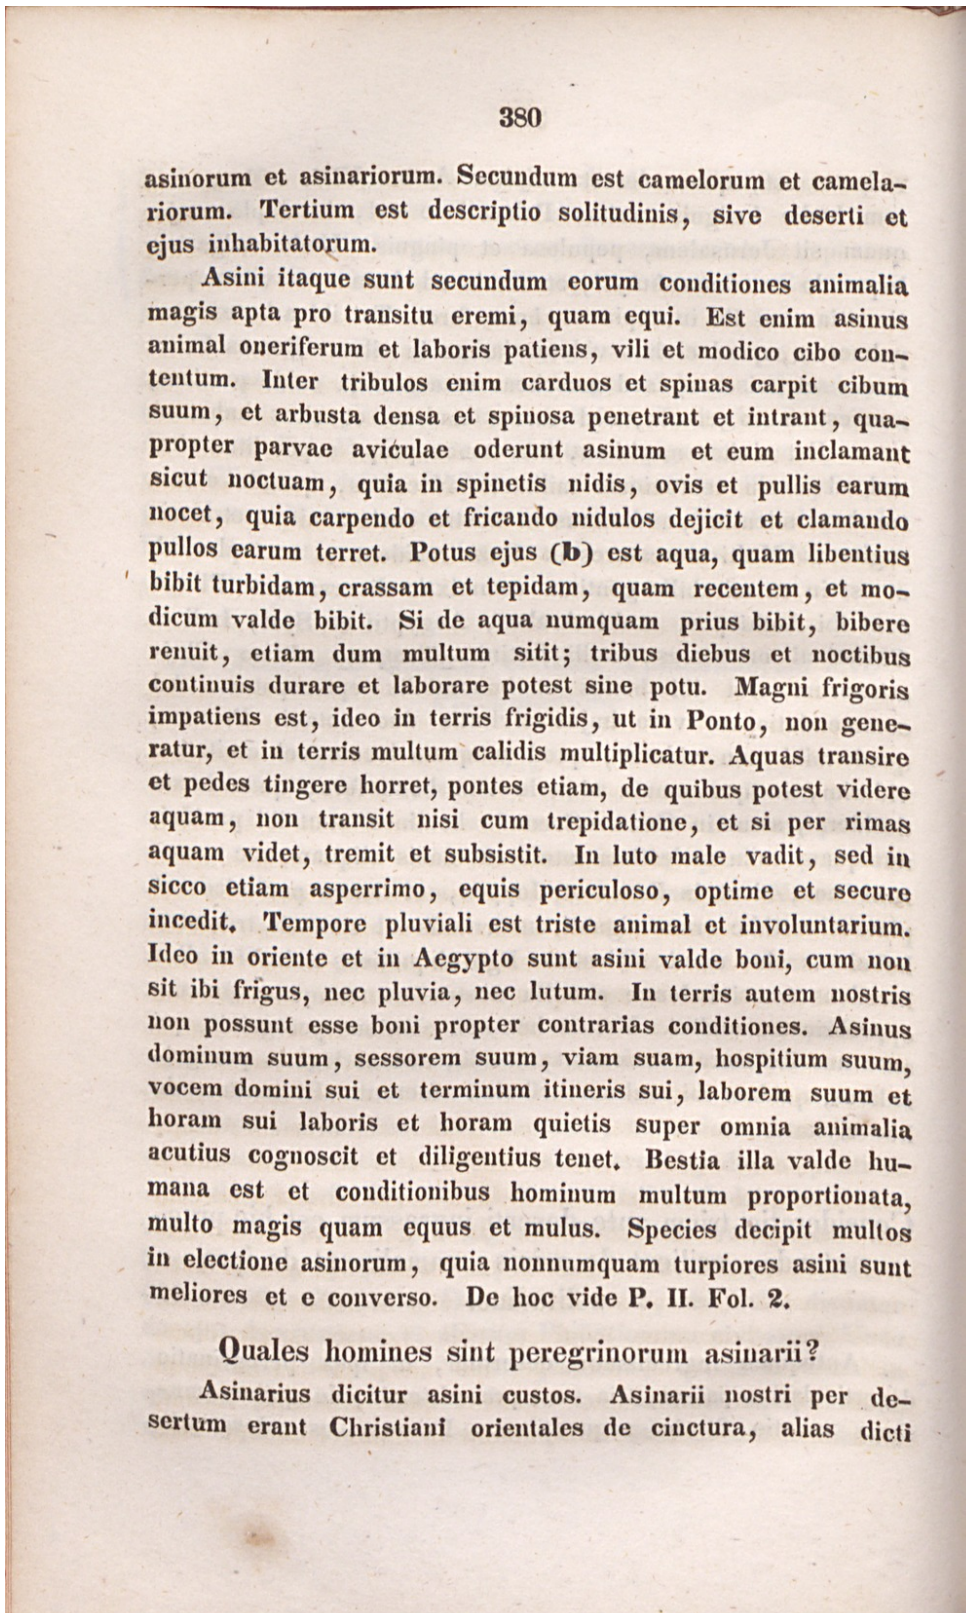 380
asinorum et asinariorum. Secundum est camelorum et camela-
riorum. Tertium est descriptio solitudinis, sive deserti et
ejus inhabitatorum.
Asini itaque sunt secundum eorum conditiones animalia
magis apta pro transitu eremi, quam equi. Est enim asinus
animal oneriferum et laboris patiens, vili et modico cibo con-
tentum. Inter tribulos enim carduos et spinas carpit cibum
suum, et arbusta densa et spinosa penetrant et intrant, qua-
propter parvae aviculae oderunt asinum et eum inclamant
sicut noctuam, quia in spinetis nidis, ovis et pullis earum
nocet, quia carpendo et fricando nidulos dejicit et clamando
pullos earum terret. Potus ejus (b) est aqua, quam libentius
bibit turbidam, crassam et tepidam, quam recentem, et mo-
dicum valde bibit. Si de aqua numquam prius bibit, bibere
renuit, etiam dum multum sitit; tribus diebus et noctibus
continuis durare et laborare potest sine potu. Magni frigoris
impatiens est, ideo in terris frigidis, ut in Ponto, non gene-
ratur, et in terris multum calidis multiplicatur. Aquas transire
et pedes tingere horret, pontes etiam, de quibus potest videre
aquam, non transit nisi cum trepidatione, et si per rimas
aquam videt, tremit et subsistit. In luto male vadit, sed in
sicco etiam asperrimo, equis periculoso, optime et secure
incedit. Tempore pluviali est triste animal et involuntarium.
Ideo in oriente et in Aegypto sunt asini valde boni, cum non
sit ibi frigus, nec pluvia, nec lutum. In terris autem nostris
non possunt esse boni propter contrarias conditiones. Asinus
dominum suum, sessorem suum, viam suam, hospitium suum,
vocem domini sui et terminum itineris sui, laborem suum et
horam sui laboris et horam quietis super omnia animalia
acutius cognoscit et diligentius tenet. Bestia illa valde hu-
mana est et conditionibus hominum multum proportionata,
multo magis quam equus et mulus. Species decipit multos
in electione asinorum, quia nonnumquam turpiores asini sunt
meliores et e converso. De hoc vide P. II. Fol. 2.
Quales homines sint peregrinorum asinarii?
Asinarius dicitur asini custos. Asinarii nostri per de-
sertum erant Christiani orientales de cinctura, alias dicti